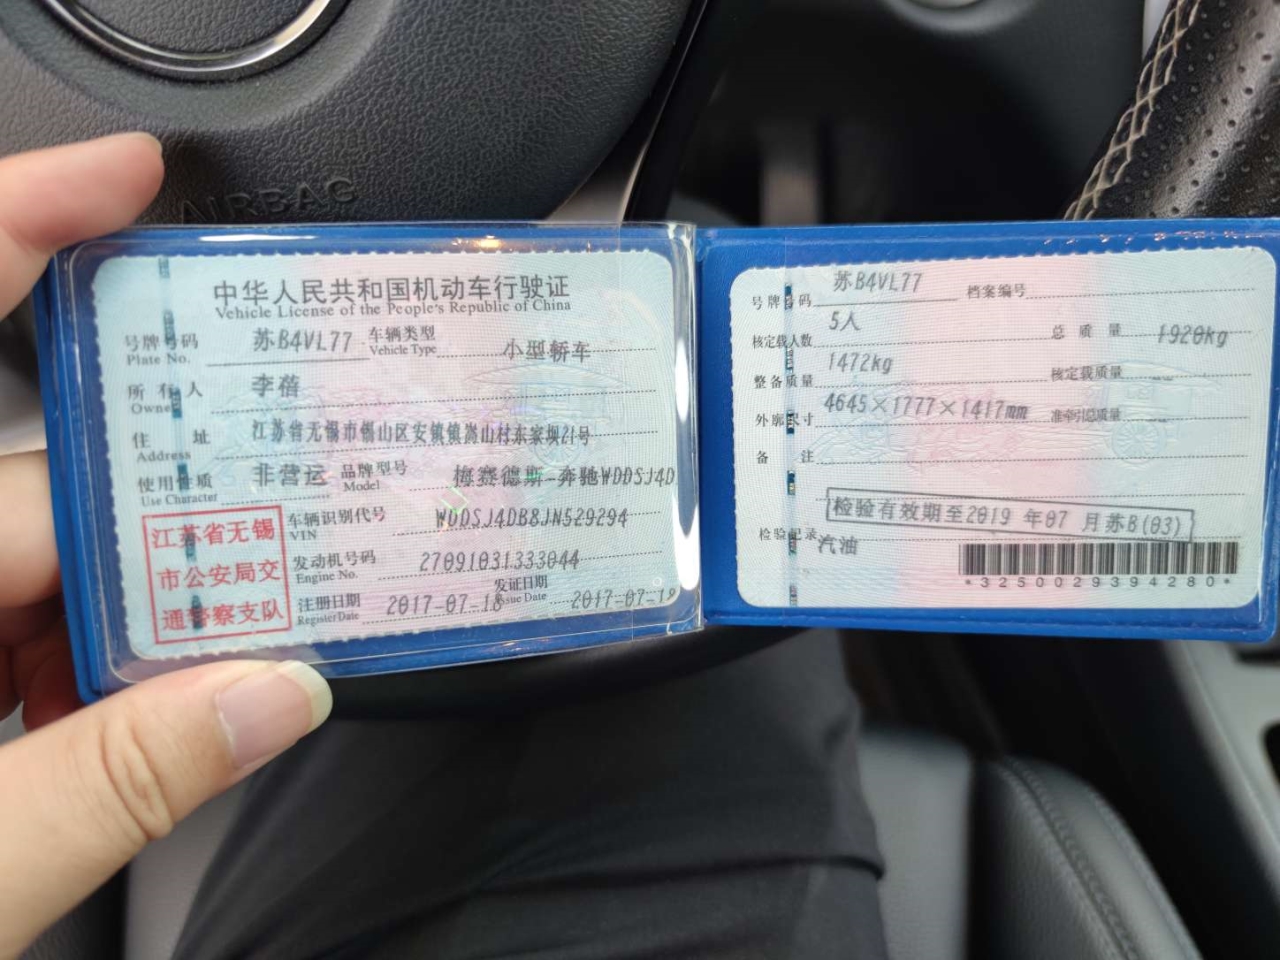 AIRBAG
中华人民共和国机动车行驶证
Vehicle License of the People's Republic of China
号牌号码 苏B4VL77 车辆类型 小型轿车
Plate No. Vehicle Type
所有人 李蓓
Owner
住址 江苏省无锡市锡山区安镇镇嵩山村东家坝21号
Address
使用性质 非营运 品牌型号 梅赛德斯-奔驰WDDSJ4D
Use Character Model
车辆识别代号 WDDSJ4DB8JN529294
VIN
发动机号码 27091031333044
Engine No.
注册日期 2017-07-18 发证日期 2017-07-19
Register Date Issue Date
江苏省无锡
市公安局交
通警察支队
号牌号码 苏B4VL77 档案编号
核定载人数 5人 总质量 1920kg
整备质量 1472kg 核定载质量 --
外廓尺寸 4645×1777×1417mm 准牵引总质量 --
备注
检验有效期至2019 年07 月苏B(03)
检验记录 汽油
*3250029394280*